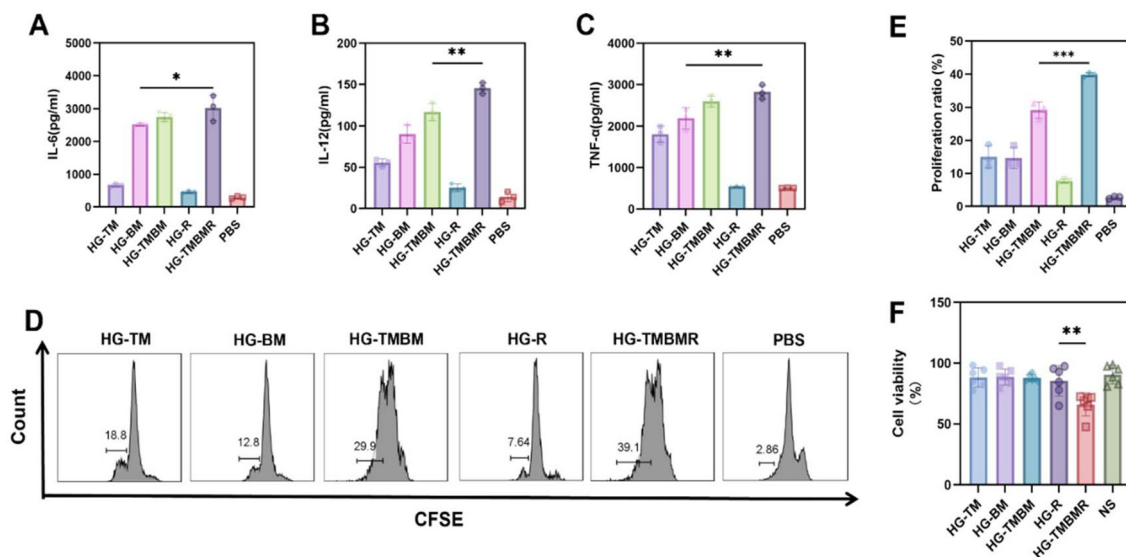 A
IL-6(pg/ml)
5000
4000
3000
2000
1000
0
*
HG-TM
HG-BM
HG-TMBM
HG-R
HG-TMBMR
PBS
B
IL-12(pg/ml)
200
150
100
50
0
**
HG-TM
HG-BM
HG-TMBM
HG-R
HG-TMBMR
PBS
C
TNF-α(pg/ml)
4000
3000
2000
1000
0
**
HG-TM
HG-BM
HG-TMBM
HG-R
HG-TMBMR
PBS
E
Proliferation ratio (%)
50
40
30
20
10
0
***
HG-TM
HG-BM
HG-TMBM
HG-R
HG-TMBMR
PBS
D
HG-TM
HG-BM
HG-TMBM
HG-R
HG-TMBMR
PBS
Count
18.8
12.8
29.9
7.64
39.1
2.86
CFSE
F
Cell viability
(%)
150
100
50
0
**
HG-TM
HG-BM
HG-TMBM
HG-R
HG-TMBMR
NS